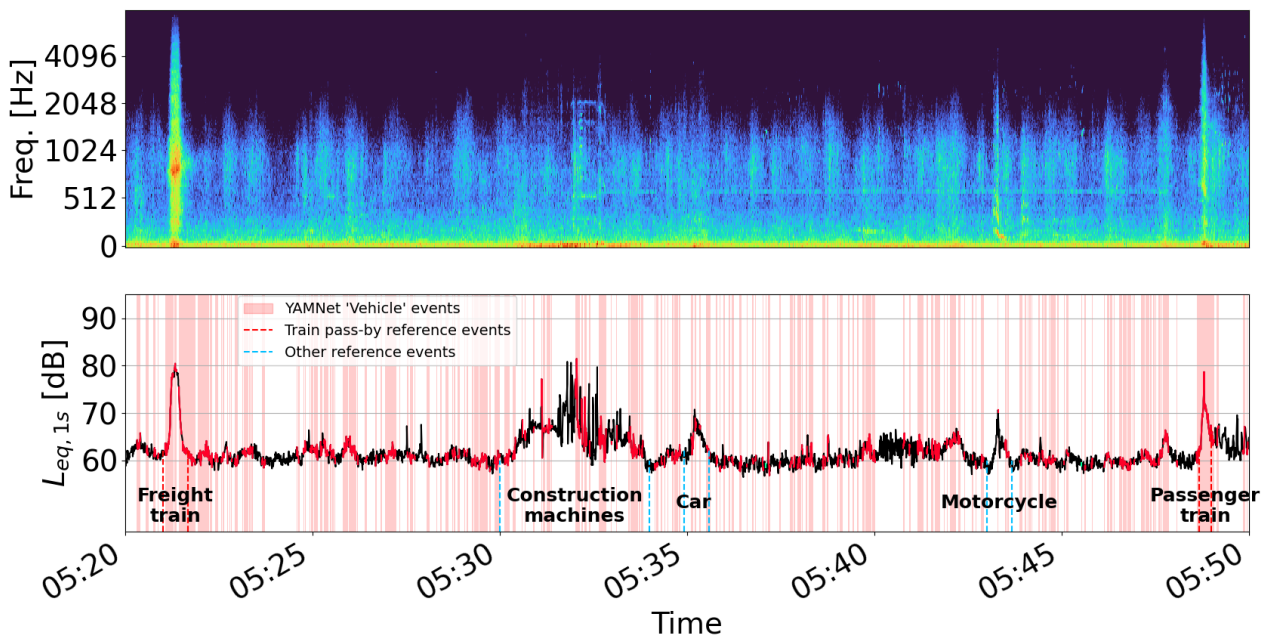 Freq. [Hz]
4096
2048
1024
512
0
L_{eq, 1s} [dB]
90
80
70
60
YAMNet 'Vehicle' events
Train pass-by reference events
Other reference events
Freight
train
Construction
machines
Car
Motorcycle
Passenger
train
05:20
05:25
05:30
05:35
05:40
05:45
05:50
Time